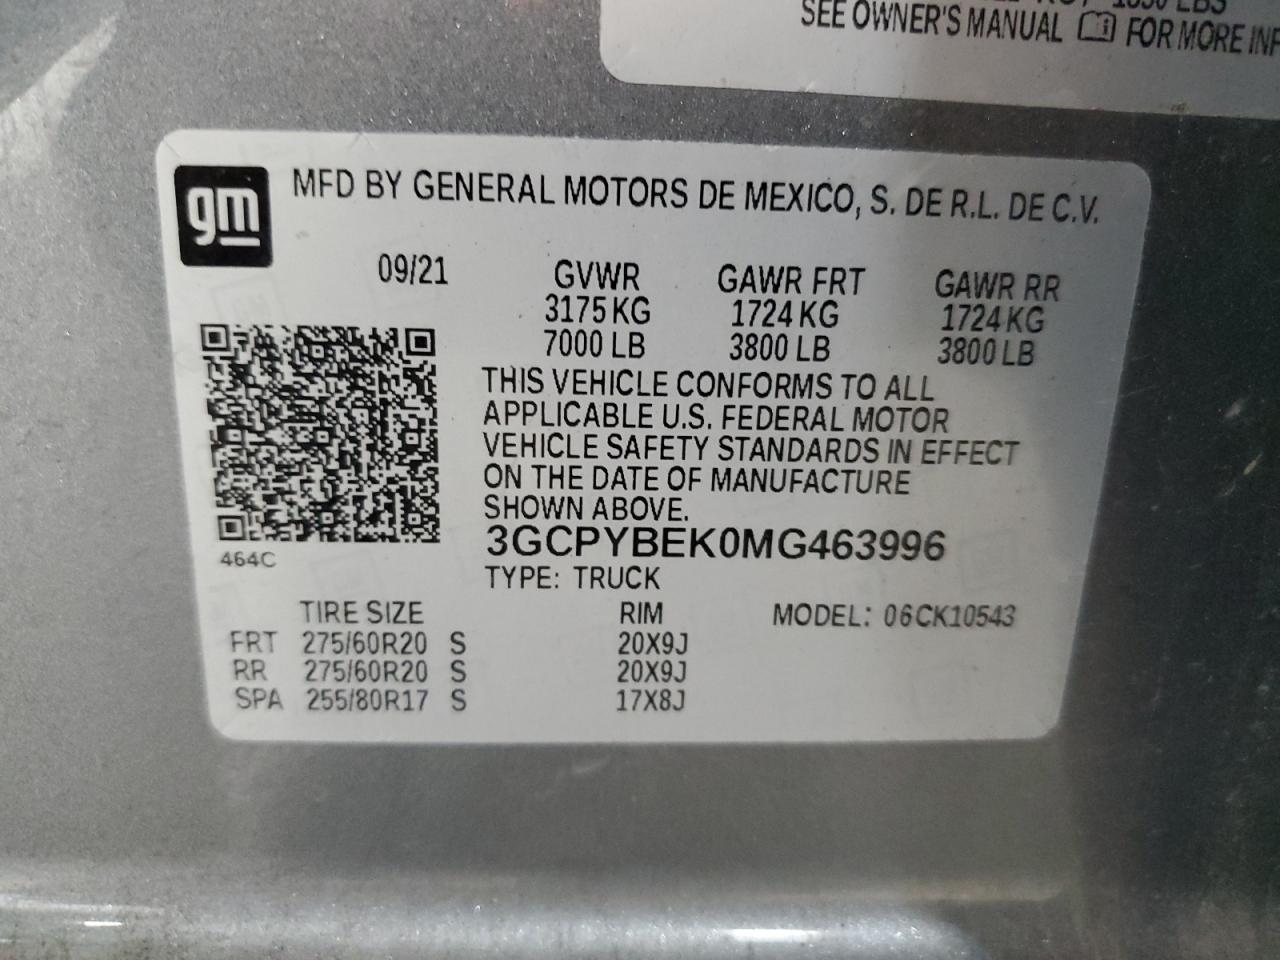 SEE OWNER'S MANUAL FOR MORE INF
gm
MFD BY GENERAL MOTORS DE MEXICO, S. DE R.L. DE C.V.
09/21 GVWR GAWR FRT GAWR RR
3175 KG 1724 KG 1724 KG
7000 LB 3800 LB 3800 LB
THIS VEHICLE CONFORMS TO ALL
APPLICABLE U.S. FEDERAL MOTOR
VEHICLE SAFETY STANDARDS IN EFFECT
ON THE DATE OF MANUFACTURE
SHOWN ABOVE.
3GCPYBEK0MG463996
464C
TYPE: TRUCK
TIRE SIZE RIM MODEL: 06CK10543
FRT 275/60R20 S 20X9J
RR 275/60R20 S 20X9J
SPA 255/80R17 S 17X8J